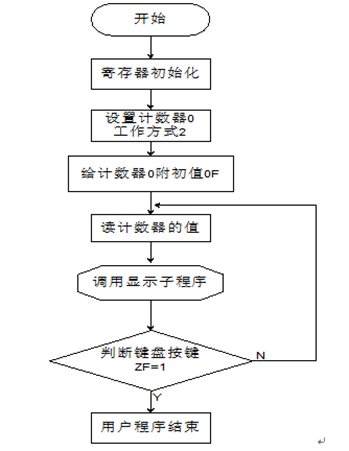 开始
寄存器初始化
设置计数器0
工作方式2
给计数器0附初值0F
读计数器的值
调用显示子程序
判断键盘按键
ZF=1
N
Y
用户程序结束